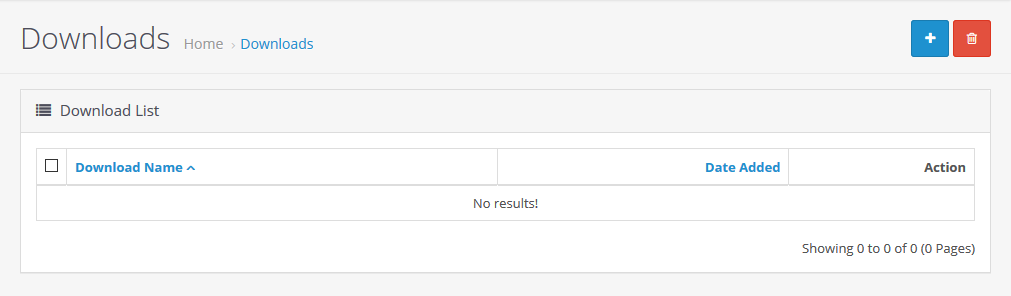 Downloads Home › Downloads
Download List
Download Name Date Added Action
No results!
Showing 0 to 0 of 0 (0 Pages)